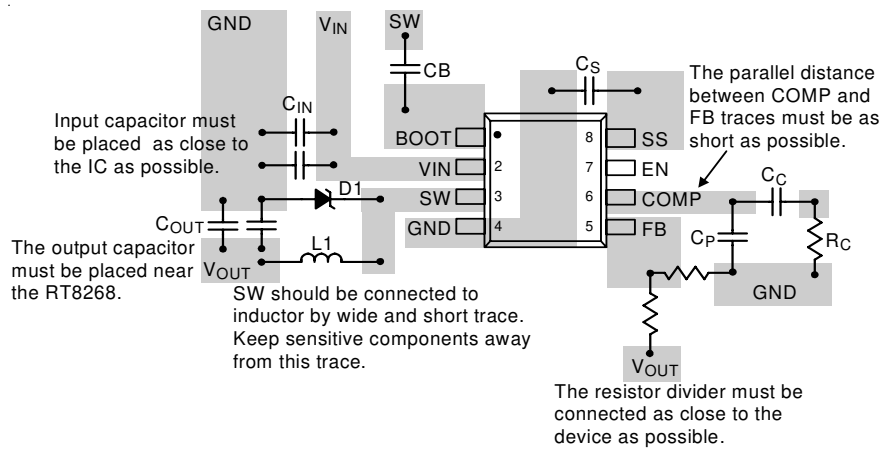 GND
VIN
SW
CB
CS
The parallel distance
between COMP and
FB traces must be as
short as possible.
CIN
Input capacitor must
be placed as close to
the IC as possible.
BOOT
VIN
2
SW
3
GND
4
8
SS
7
EN
6
COMP
5
FB
D1
COUT
L1
VOUT
The output capacitor
must be placed near
the RT8268.
CC
CP
RC
GND
SW should be connected to
inductor by wide and short trace.
Keep sensitive components away
from this trace.
VOUT
The resistor divider must be
connected as close to the
device as possible.